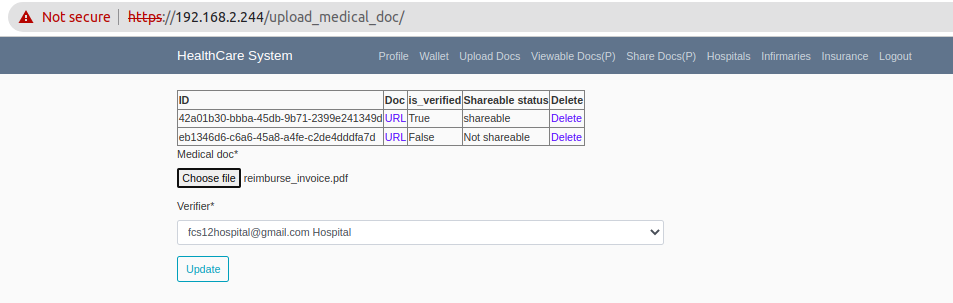 Not secure https://192.168.2.244/upload_medical_doc/
HealthCare System Profile Wallet Upload Docs Viewable Docs(P) Share Docs(P) Hospitals Infirmaries Insurance Logout
ID Doc is_verified Shareable status Delete
42a01b30-bbba-45db-9b71-2399e241349d URL True shareable Delete
eb1346d6-c6a6-45a8-a4fe-c2de4dddfa7d URL False Not shareable Delete
Medical doc*
Choose file reimburse_invoice.pdf
Verifier*
fcs12hospital@gmail.com Hospital
Update